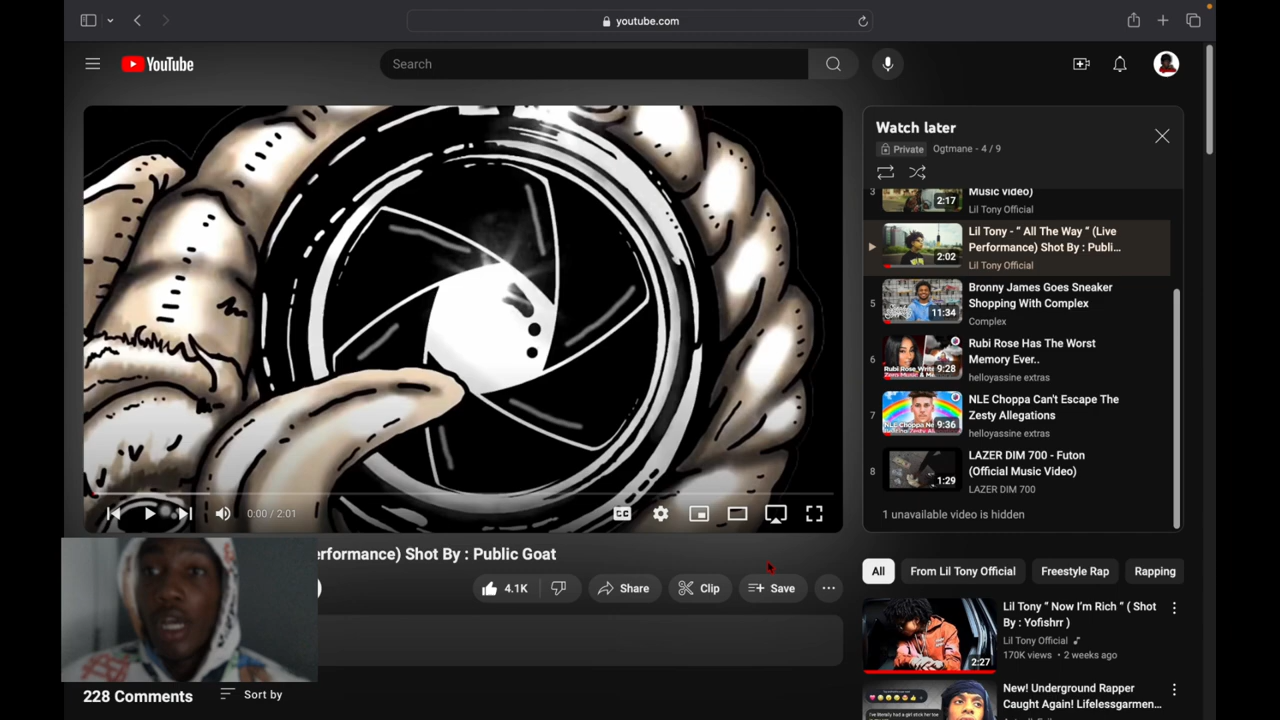 youtube.com
YouTube
Search
Watch later
Private Ogtmane - 4 / 9
3
Music video)
2:17
Lil Tony Official
Lil Tony - “ All The Way “ (Live
Performance) Shot By : Publi...
2:02
Lil Tony Official
5
Bronny James Goes Sneaker
Shopping With Complex
11:34
Complex
6
Rubi Rose Has The Worst
Memory Ever..
9:28
helloyassine extras
7
NLE Choppa Can't Escape The
Zesty Allegations
9:36
helloyassine extras
8
LAZER DIM 700 - Futon
(Official Music Video)
1:29
LAZER DIM 700
1 unavailable video is hidden
0:00 / 2:01
CC
erformance) Shot By : Public Goat
4.1K
Share
Clip
Save
228 Comments
Sort by
All
From Lil Tony Official
Freestyle Rap
Rapping
Lil Tony “ Now I’m Rich “ ( Shot
By : Yofishrr )
Lil Tony Official
170K views • 2 weeks ago
2:27
New! Underground Rapper
Caught Again! Lifelessgarmen...